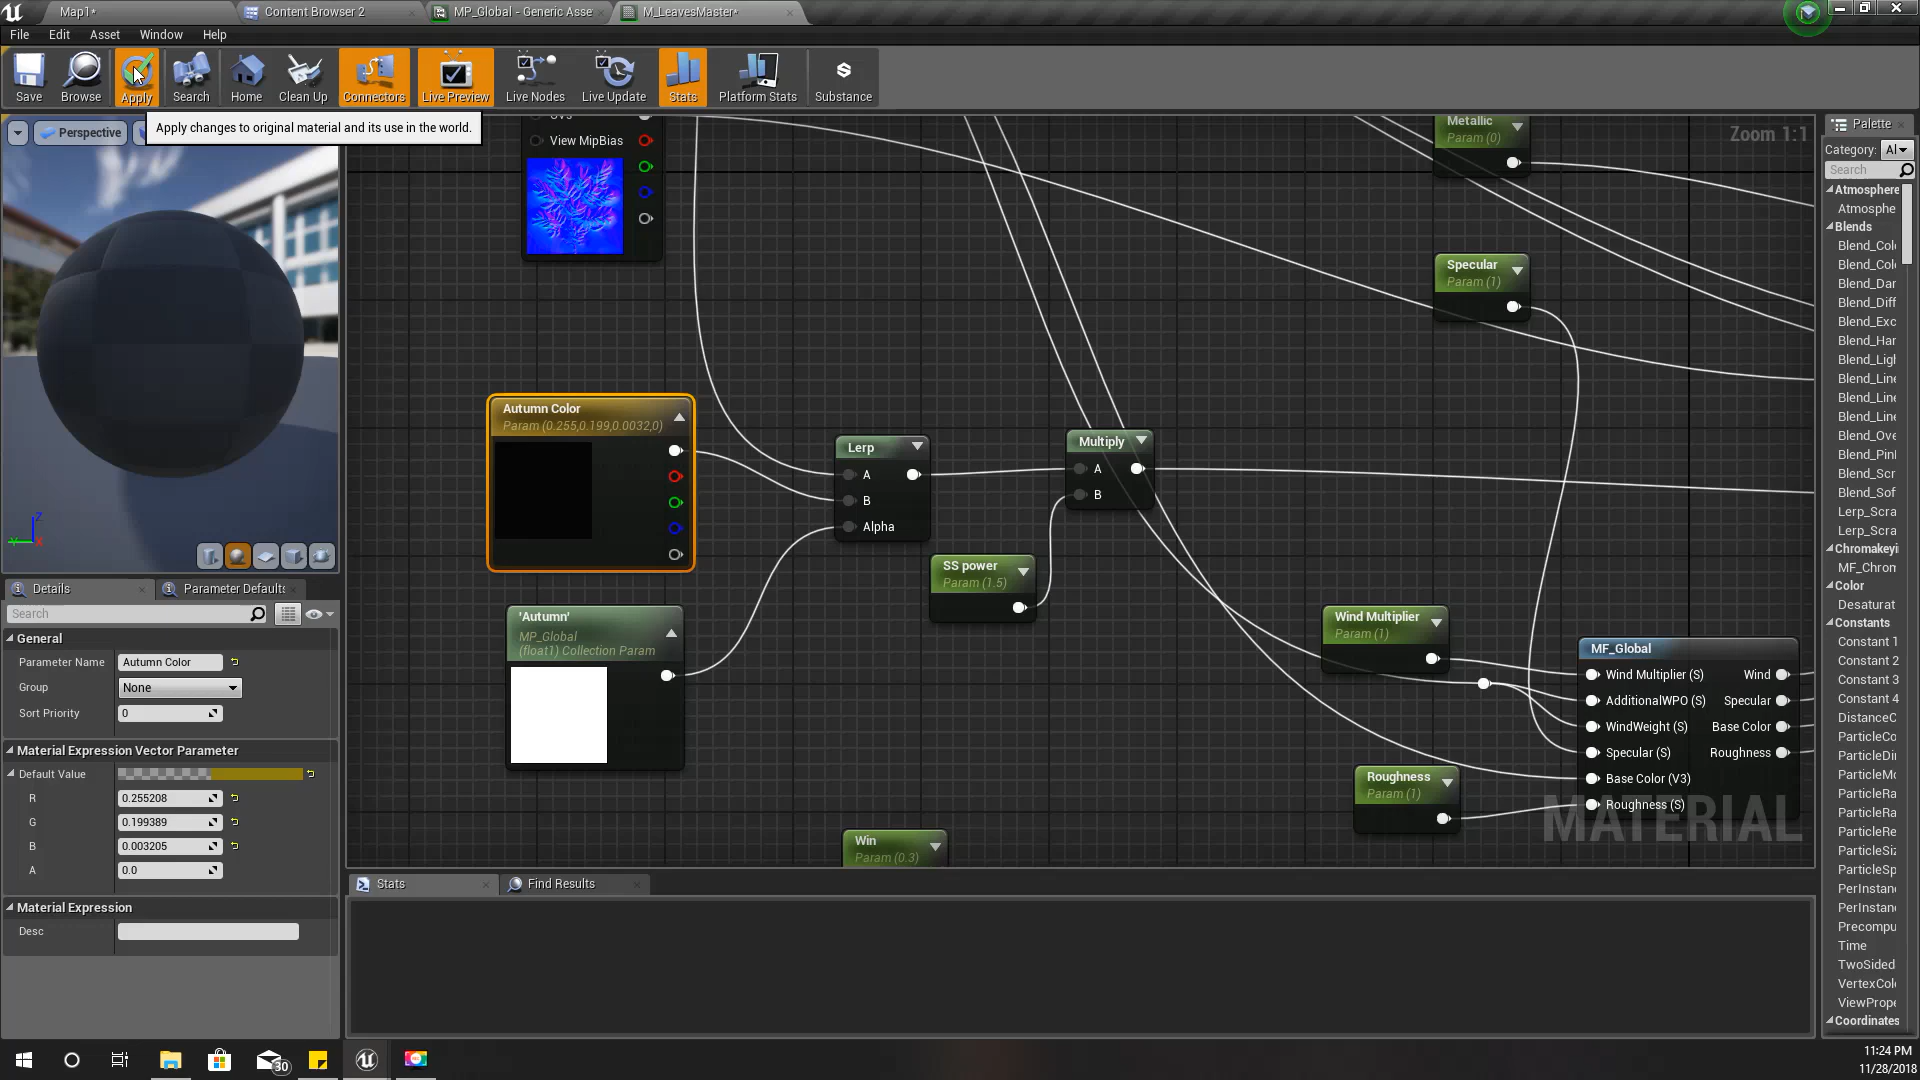 Map1*
Content Browser 2
MP_Global - Generic Asse
M_LeavesMaster*
File Edit Asset Window Help
Save Browse Apply Search Home Clean Up Connectors Live Preview Live Nodes Live Update Stats Platform Stats Substance
Apply changes to original material and its use in the world.
Perspective
View MipBias
Zoom 1:1
Metallic
Param (0)
Specular
Param (1)
Autumn Color
Param (0.255,0.199,0.0032,0)
Lerp
A
B
Alpha
Multiply
A
B
SS power
Param (1.5)
'Autumn'
MP_Global
(float1) Collection Param
Wind Multiplier
Param (1)
MF_Global
Wind Multiplier (S) Wind
AdditionalWPO (S) Specular
WindWeight (S) Base Color
Specular (S) Roughness
Base Color (V3)
Roughness (S)
Roughness
Param (1)
MATERIAL
Win
Param (0.3)
Z
Y
X
Details
Parameter Defaults
Search
General
Parameter Name Autumn Color
Group None
Sort Priority 0
Material Expression Vector Parameter
Default Value
R 0.255208
G 0.199389
B 0.003205
A 0.0
Material Expression
Desc
Stats
Find Results
Palette
Category: Al
Search
Atmosphere
Atmosphe
Blends
Blend_Col
Blend_Col
Blend_Dar
Blend_Diff
Blend_Exc
Blend_Har
Blend_Ligh
Blend_Line
Blend_Line
Blend_Line
Blend_Ove
Blend_Pin
Blend_Scr
Blend_Sof
Lerp_Scra
Lerp_Scra
Chromakeyi
MF_Chrom
Color
Desaturat
Constants
Constant 1
Constant 2
Constant 3
Constant 4
DistanceC
ParticleCo
ParticleDi
ParticleMo
ParticleRa
ParticleRa
ParticleRe
ParticleSiz
ParticleSp
PerInstan
PerInstan
Precompu
Time
TwoSided
VertexCol
ViewPrope
Coordinates
30
11:24 PM
11/28/2018